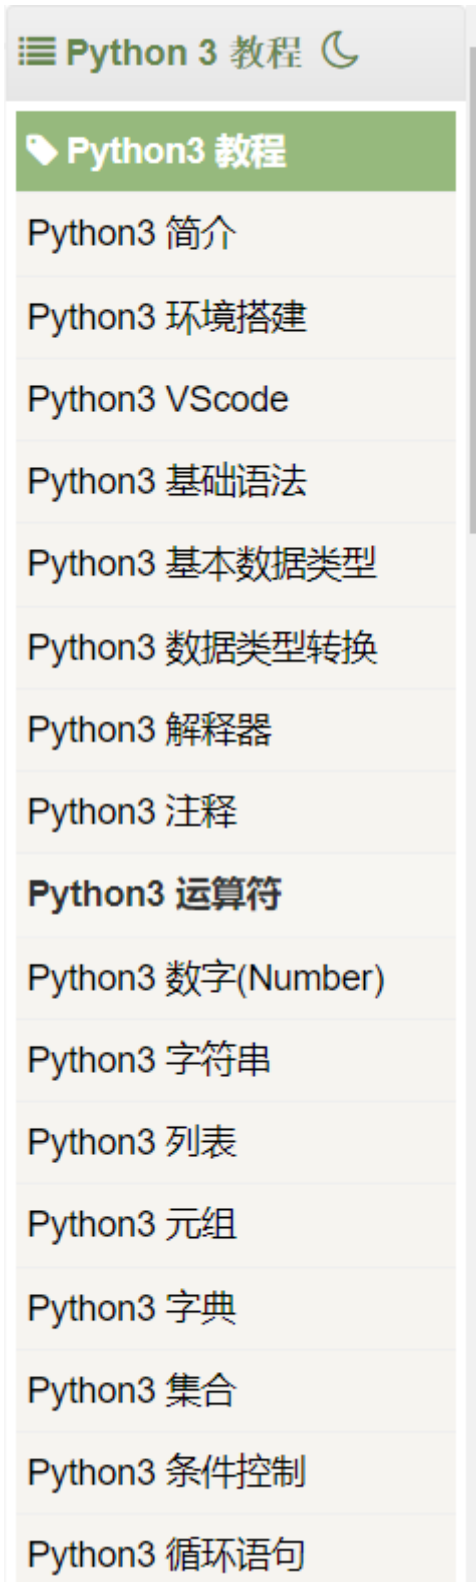 Python 3 教程
Python3 教程
Python3 简介
Python3 环境搭建
Python3 VScode
Python3 基础语法
Python3 基本数据类型
Python3 数据类型转换
Python3 解释器
Python3 注释
Python3 运算符
Python3 数字(Number)
Python3 字符串
Python3 列表
Python3 元组
Python3 字典
Python3 集合
Python3 条件控制
Python3 循环语句